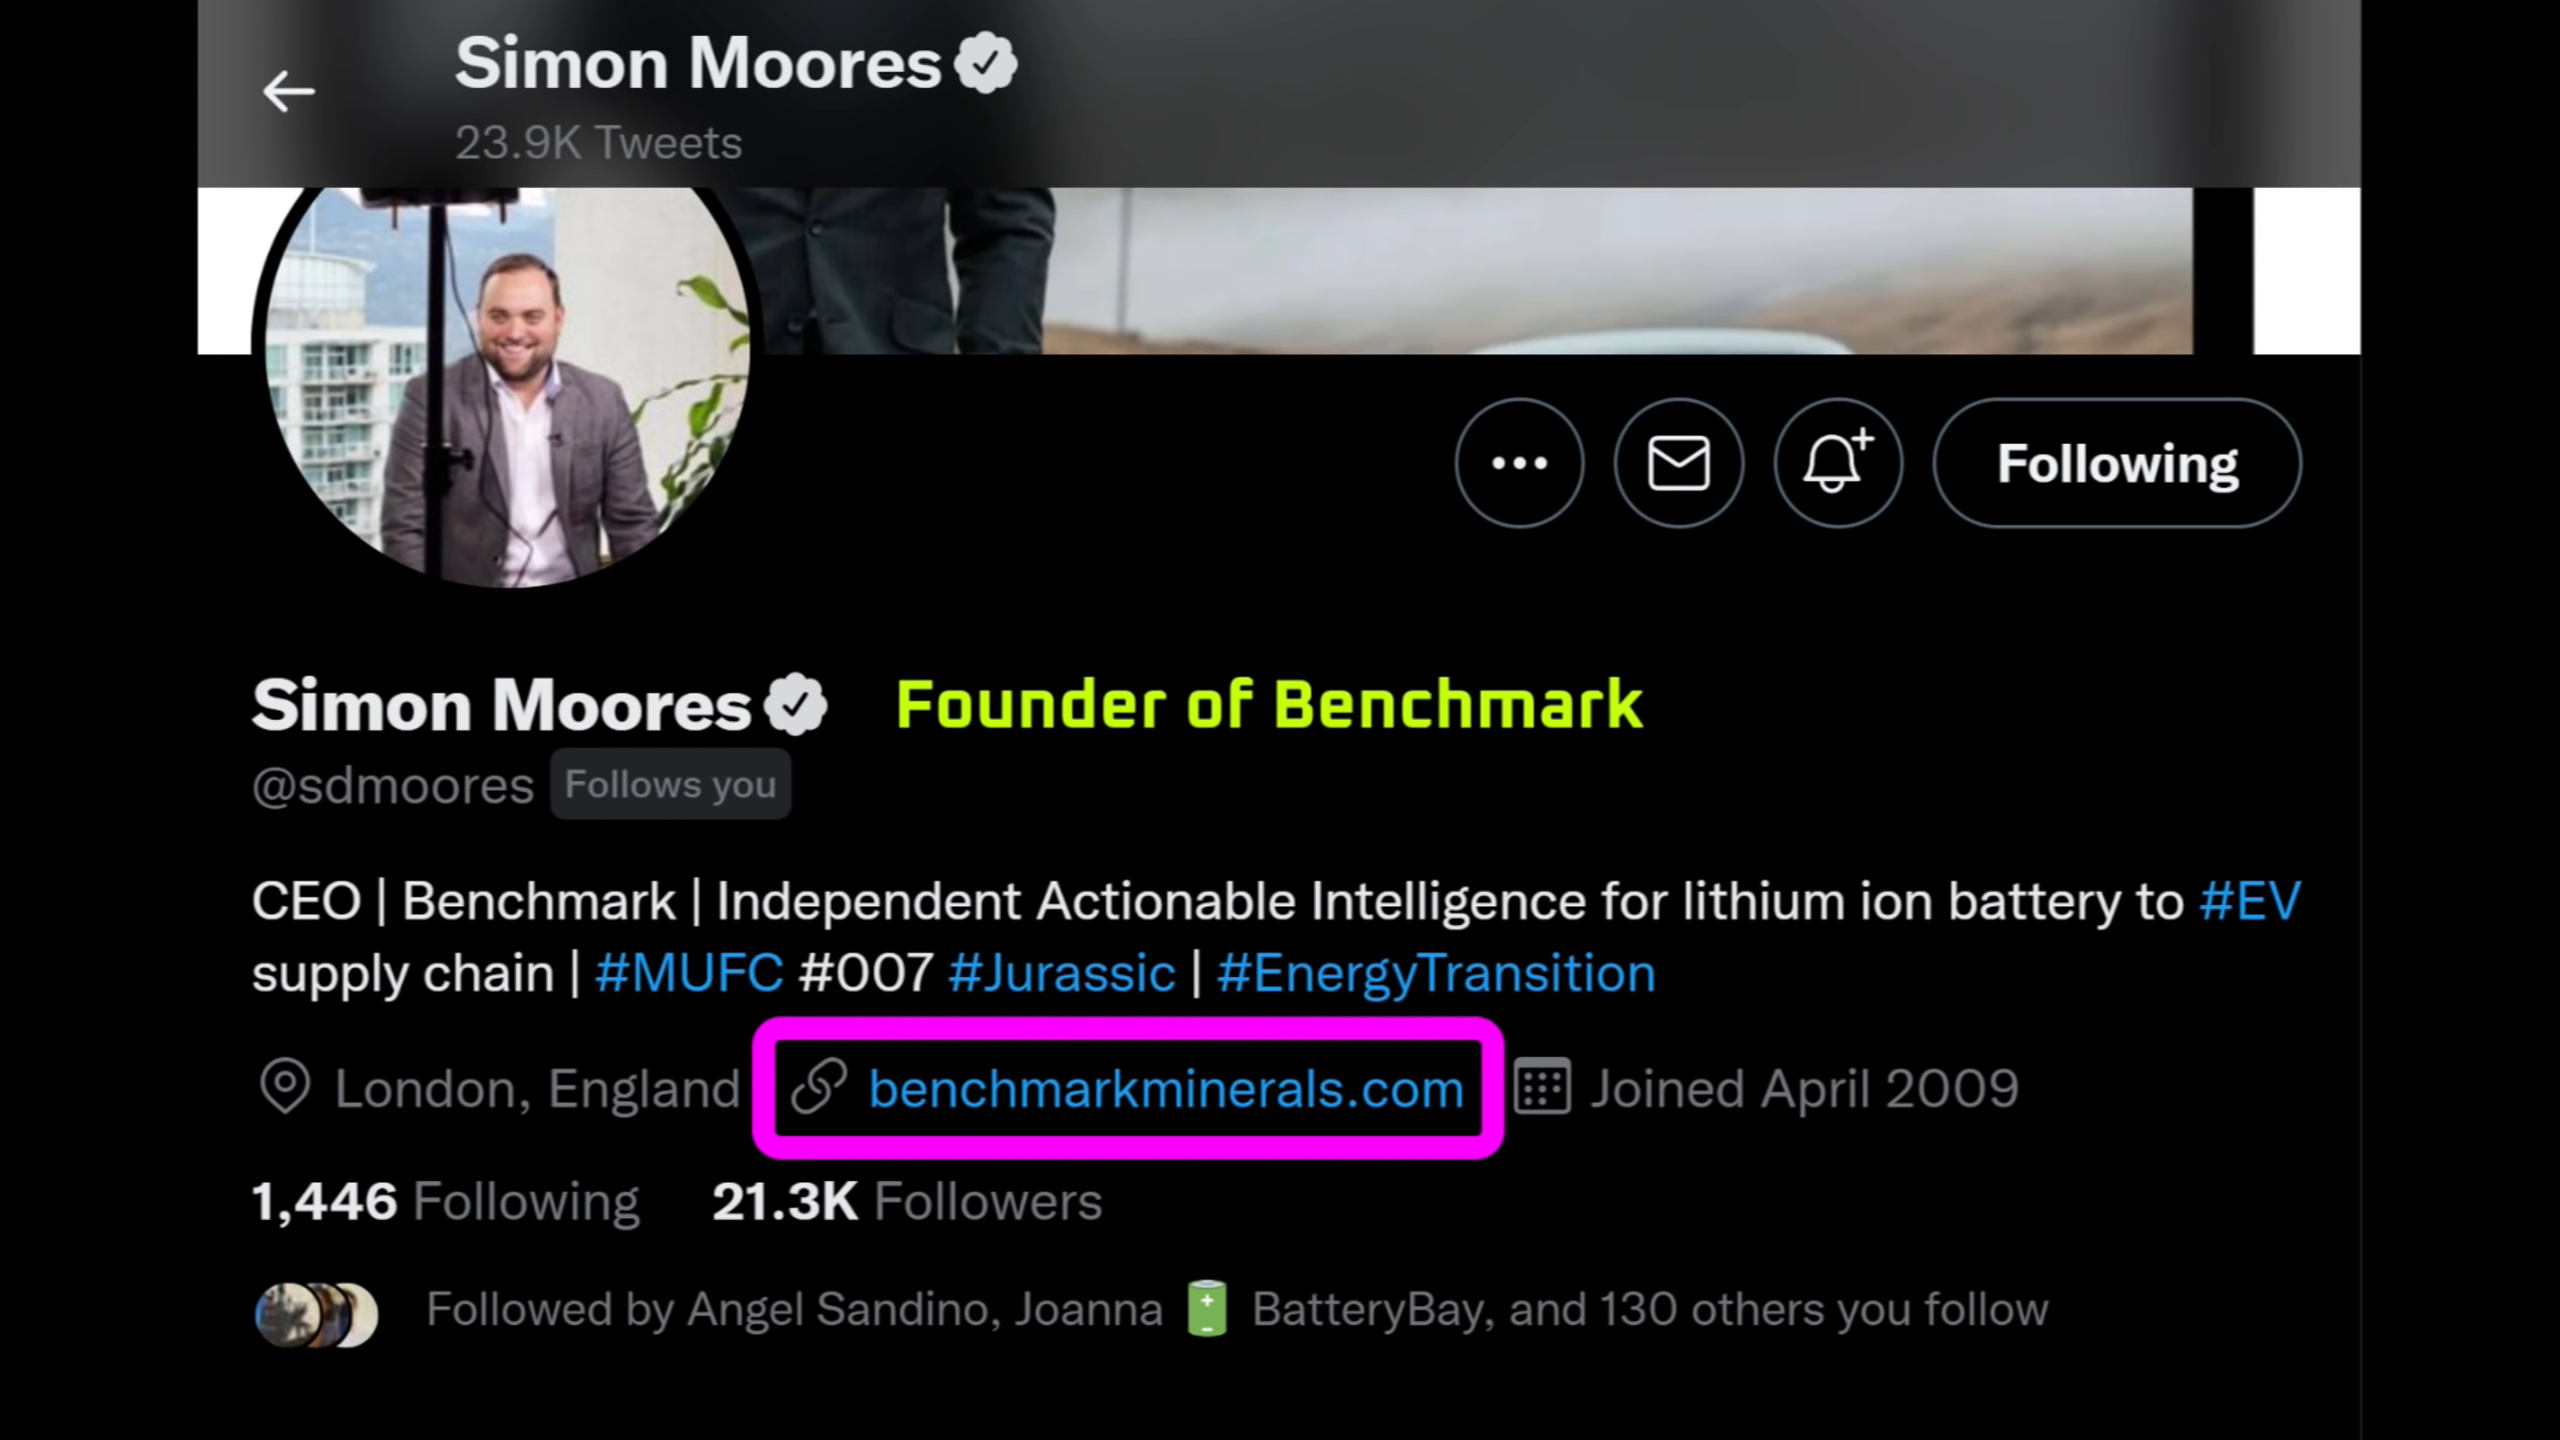 Simon Moores
23.9K Tweets
Following
Simon Moores Founder of Benchmark
@sdmoores Follows you
CEO | Benchmark | Independent Actionable Intelligence for lithium ion battery to #EV
supply chain | #MUFC #007 #Jurassic | #EnergyTransition
London, England benchmarkminerals.com Joined April 2009
1,446 Following 21.3K Followers
Followed by Angel Sandino, Joanna 🔋 BatteryBay, and 130 others you follow